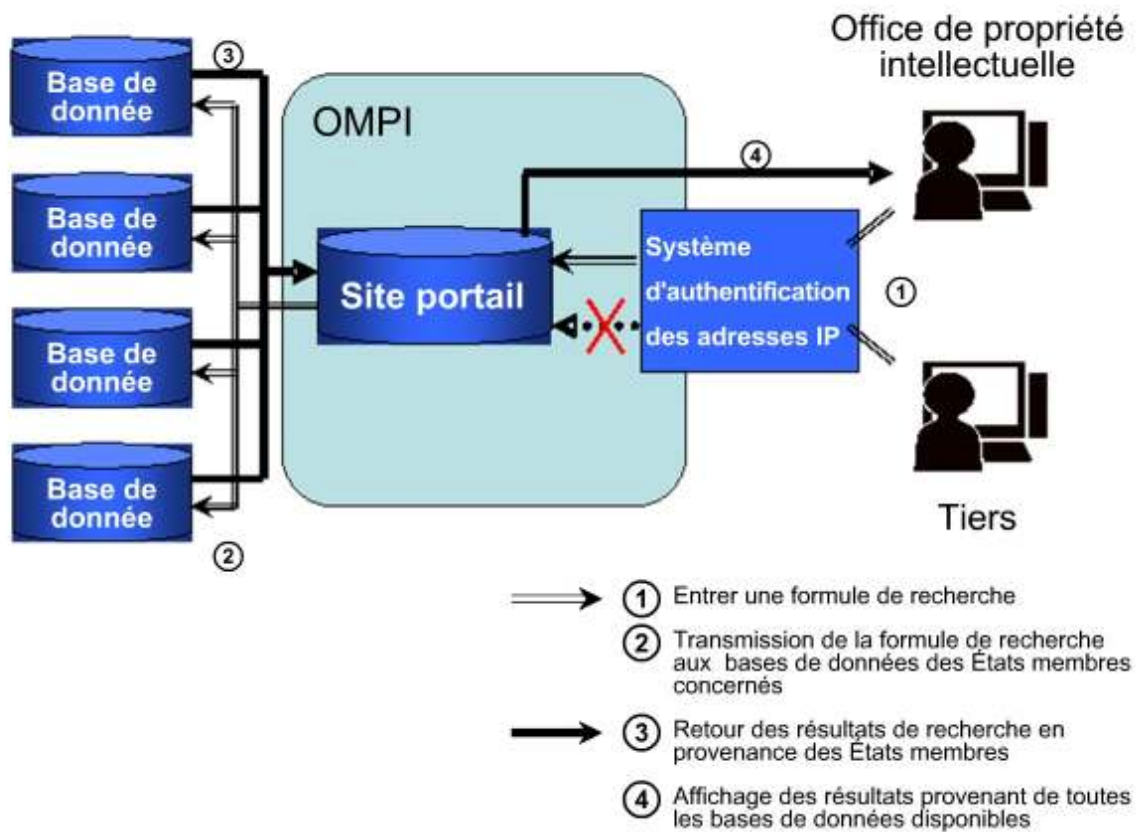 Office de propriété
intellectuelle
③
Base de
donnée
OMPI
④
Base de
donnée
Système
d'authentification
des adresses IP
①
Site portail
Base de
donnée
Base de
donnée
②
Tiers
① Entrer une formule de recherche
② Transmission de la formule de recherche
aux bases de données des États membres
concernés
③ Retour des résultats de recherche en
provenance des États membres
④ Affichage des résultats provenant de toutes
les bases de données disponibles